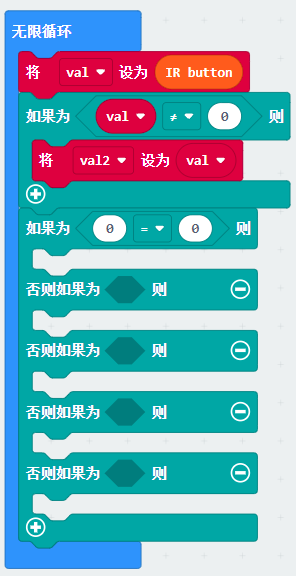 无限循环
将 val 设为 IR button
如果为 val ≠ 0 则
将 val2 设为 val
如果为 0 = 0 则
否则如果为 则
否则如果为 则
否则如果为 则
否则如果为 则